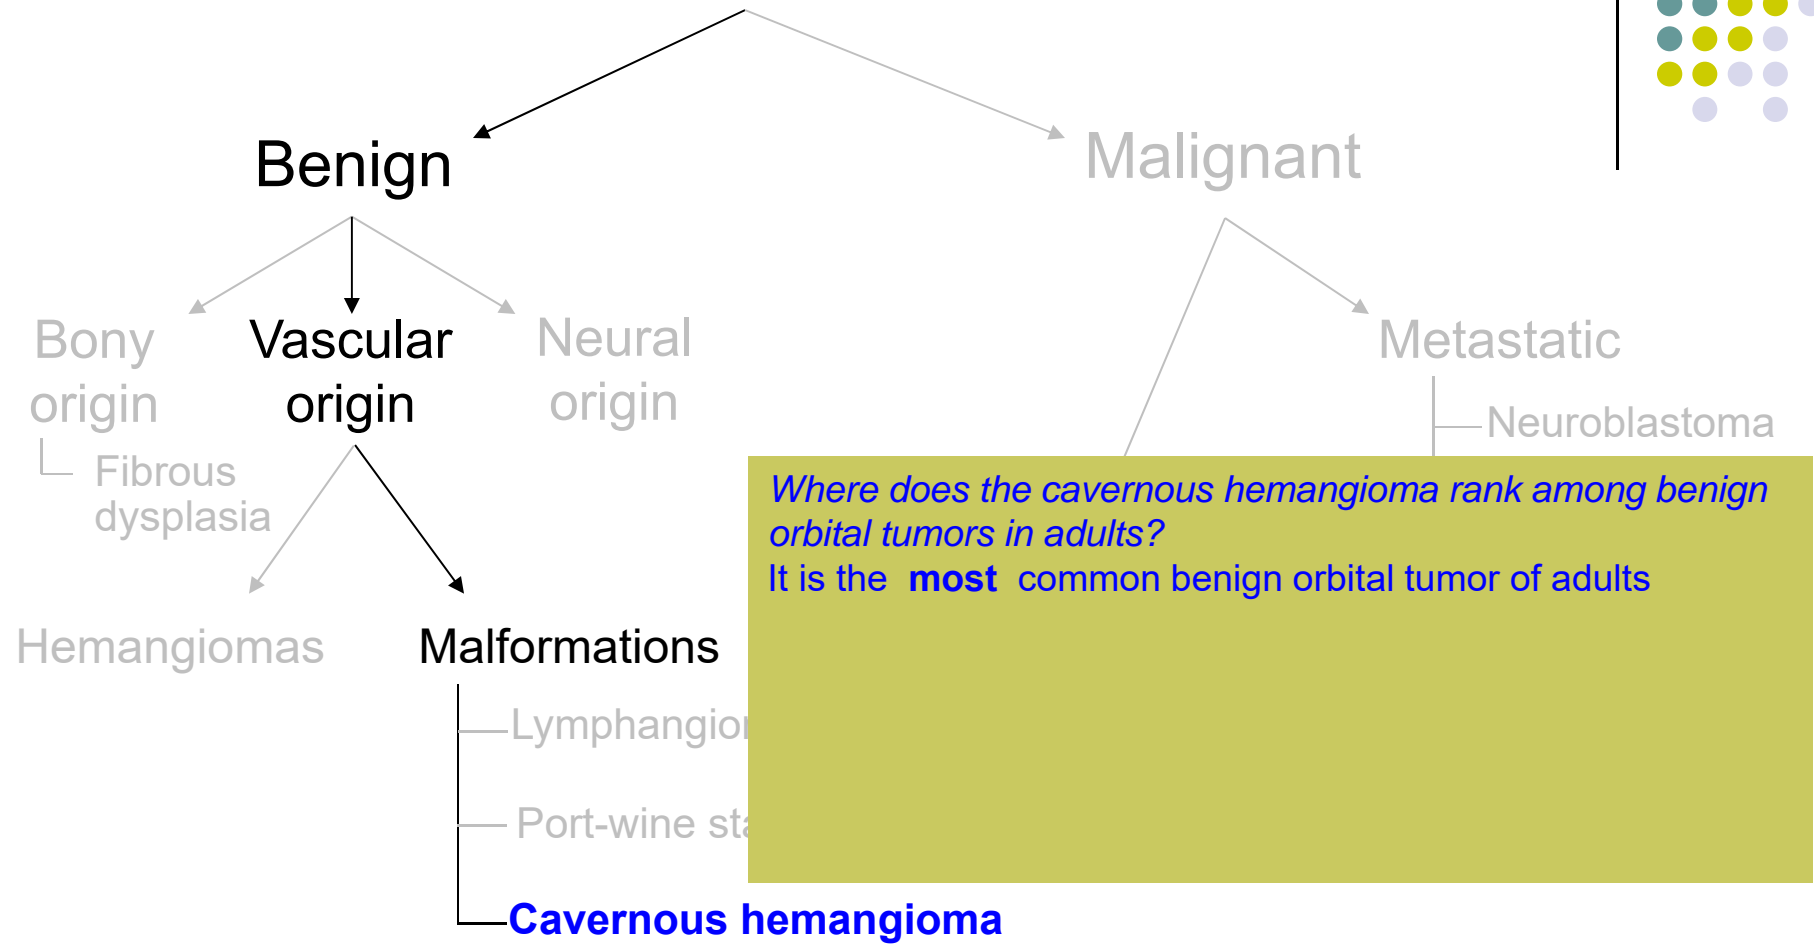 Benign
Malignant
Bony
origin
Vascular
origin
Neural
origin
Metastatic
Neuroblastoma
Fibrous
dysplasia
Where does the cavernous hemangioma rank among benign
orbital tumors in adults?
It is the most common benign orbital tumor of adults
Hemangiomas
Malformations
Port-wine
Cavernous hemangioma